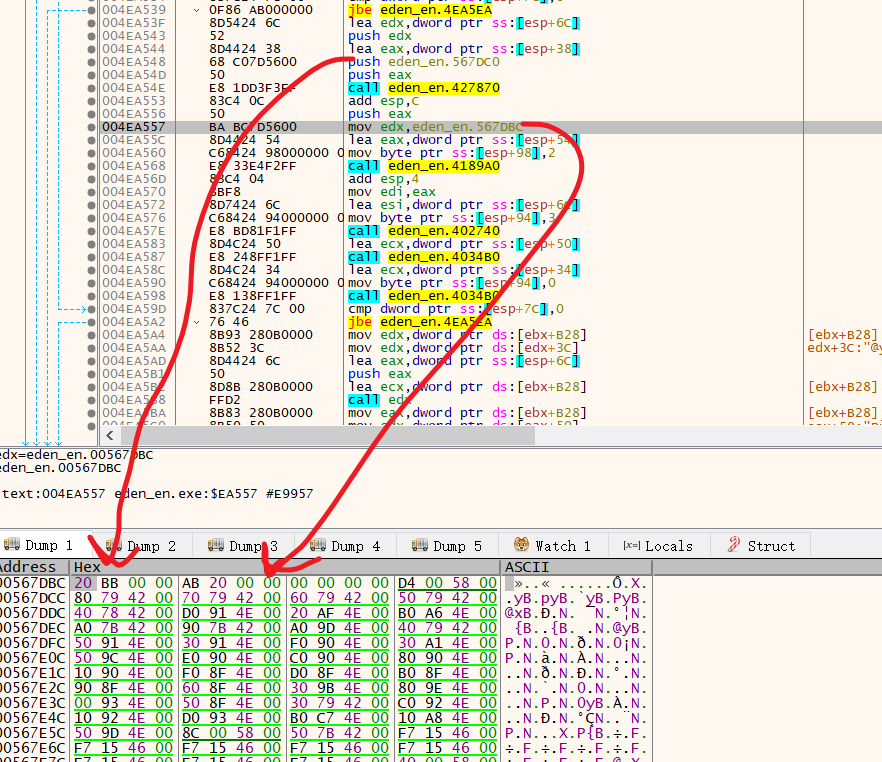 004EA539 0F86 AB000000 jbe eden_en.4EA5EA
004EA53F 8D5424 6C lea edx,dword ptr ss:[esp+6C]
004EA543 52 push edx
004EA544 8D4424 38 lea eax,dword ptr ss:[esp+38]
004EA548 68 C07D5600 push eden_en.567DC0
004EA54D 50 push eax
004EA54E E8 1DD3F3FF call eden_en.427870
004EA553 83C4 0C add esp,C
004EA556 50 push eax
004EA557 BA BC7D5600 mov edx,eden_en.567DBC
004EA55C 8D4424 54 lea eax,dword ptr ss:[esp+54]
004EA560 C68424 98000000 0 mov byte ptr ss:[esp+98],2
004EA568 E8 33E4F2FF call eden_en.4189A0
004EA56D 83C4 04 add esp,4
004EA570 8BF8 mov edi,eax
004EA572 8D7424 6C lea esi,dword ptr ss:[esp+6C]
004EA576 C68424 94000000 0 mov byte ptr ss:[esp+94],3
004EA57E E8 BD81F1FF call eden_en.402740
004EA583 8D4C24 50 lea ecx,dword ptr ss:[esp+50]
004EA587 E8 248FF1FF call eden_en.4034B0
004EA58C 8D4C24 34 lea ecx,dword ptr ss:[esp+34]
004EA590 C68424 94000000 0 mov byte ptr ss:[esp+94],0
004EA598 E8 138FF1FF call eden_en.4034B0
004EA59D 837C24 7C 00 cmp dword ptr ss:[esp+7C],0
004EA5A2 76 46 jbe eden_en.4EA5EA
004EA5A4 8B93 280B0000 mov edx,dword ptr ds:[ebx+B28] [ebx+B28]
004EA5AA 8B52 3C mov edx,dword ptr ds:[edx+3C] edx+3C:"@y
004EA5AD 8D4424 6C lea eax,dword ptr ss:[esp+6C]
004EA5B1 50 push eax
004EA5B2 8D8B 280B0000 lea ecx,dword ptr ds:[ebx+B28] [ebx+B28]
004EA5B8 FFD2 call edx
004EA5BA 8B83 280B0000 mov eax,dword ptr ds:[ebx+B28] [ebx+B28]
edx=eden_en.00567DBC
eden_en.00567DBC
text:004EA557 eden_en.exe:$EA557 #E9957
Dump 1 Dump 2 Dump 3 Dump 4 Dump 5 Watch 1 [x=] Locals Struct
Address Hex ASCII
00567DBC 20 BB 00 00 AB 20 00 00 00 00 00 00 D4 00 58 00 »..« ......Ô.X.
00567DCC 80 79 42 00 70 79 42 00 60 79 42 00 50 79 42 00 .yB.pyB.`yB.PyB.
00567DDC 40 78 42 00 D0 91 4E 00 20 AF 4E 00 B0 A6 4E 00 @xB.Ð.N. ¯N.°¦N.
00567DEC A0 7B 42 00 90 7B 42 00 A0 9D 4E 00 40 79 42 00 {B..{B. .N.@yB.
00567DFC 50 91 4E 00 30 91 4E 00 F0 90 4E 00 30 A1 4E 00 P.N.0.N.ð.N.0¡N.
00567E0C 50 9C 4E 00 E0 90 4E 00 C0 90 4E 00 80 90 4E 00 P.N.à.N.À.N...N.
00567E1C 10 90 4E 00 F0 8F 4E 00 D0 8F 4E 00 B0 8F 4E 00 ..N.ð.N.Ð.N.°.N.
00567E2C 90 8F 4E 00 60 8F 4E 00 30 9B 4E 00 80 9E 4E 00 ..N.`.N.0.N...N.
00567E3C 00 93 4E 00 50 8F 4E 00 30 79 42 00 C0 92 4E 00 ..N.P.N.0yB.À.N.
00567E4C 10 92 4E 00 D0 93 4E 00 B0 C7 4E 00 10 A8 4E 00 ..N.Ð.N.°ÇN..¨N.
00567E5C 50 9D 4E 00 8C 00 58 00 50 7B 42 00 F7 15 46 00 P.N...X.P{B.÷.F.
00567E6C F7 15 46 00 F7 15 46 00 F7 15 46 00 F7 15 46 00 ÷.F.÷.F.÷.F.÷.F.